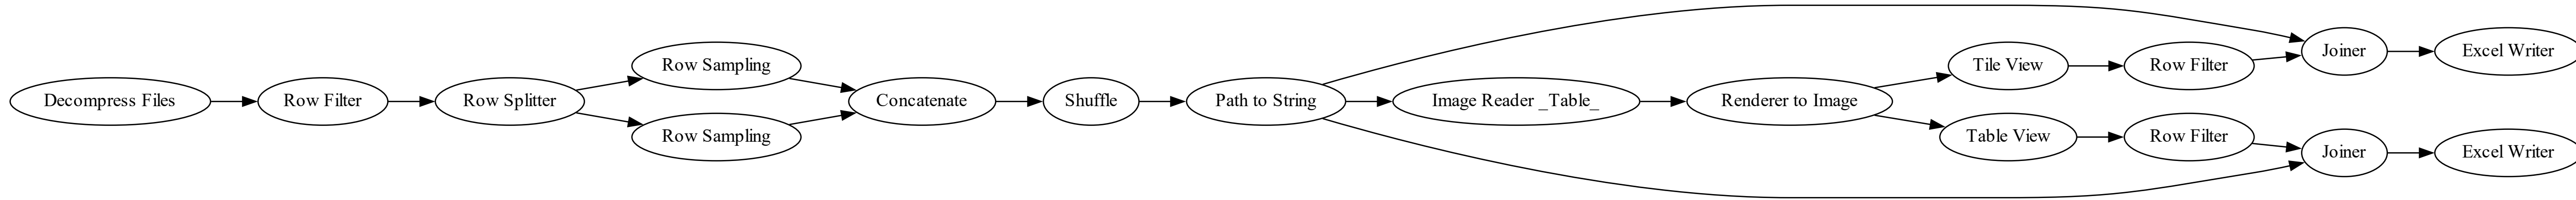 Decompress Files
Row Filter
Row Splitter
Row Sampling
Row Sampling
Concatenate
Shuffle
Path to String
Image Reader _Table_
Renderer to Image
Tile View
Table View
Row Filter
Row Filter
Joiner
Joiner
Excel Writer
Excel Writer